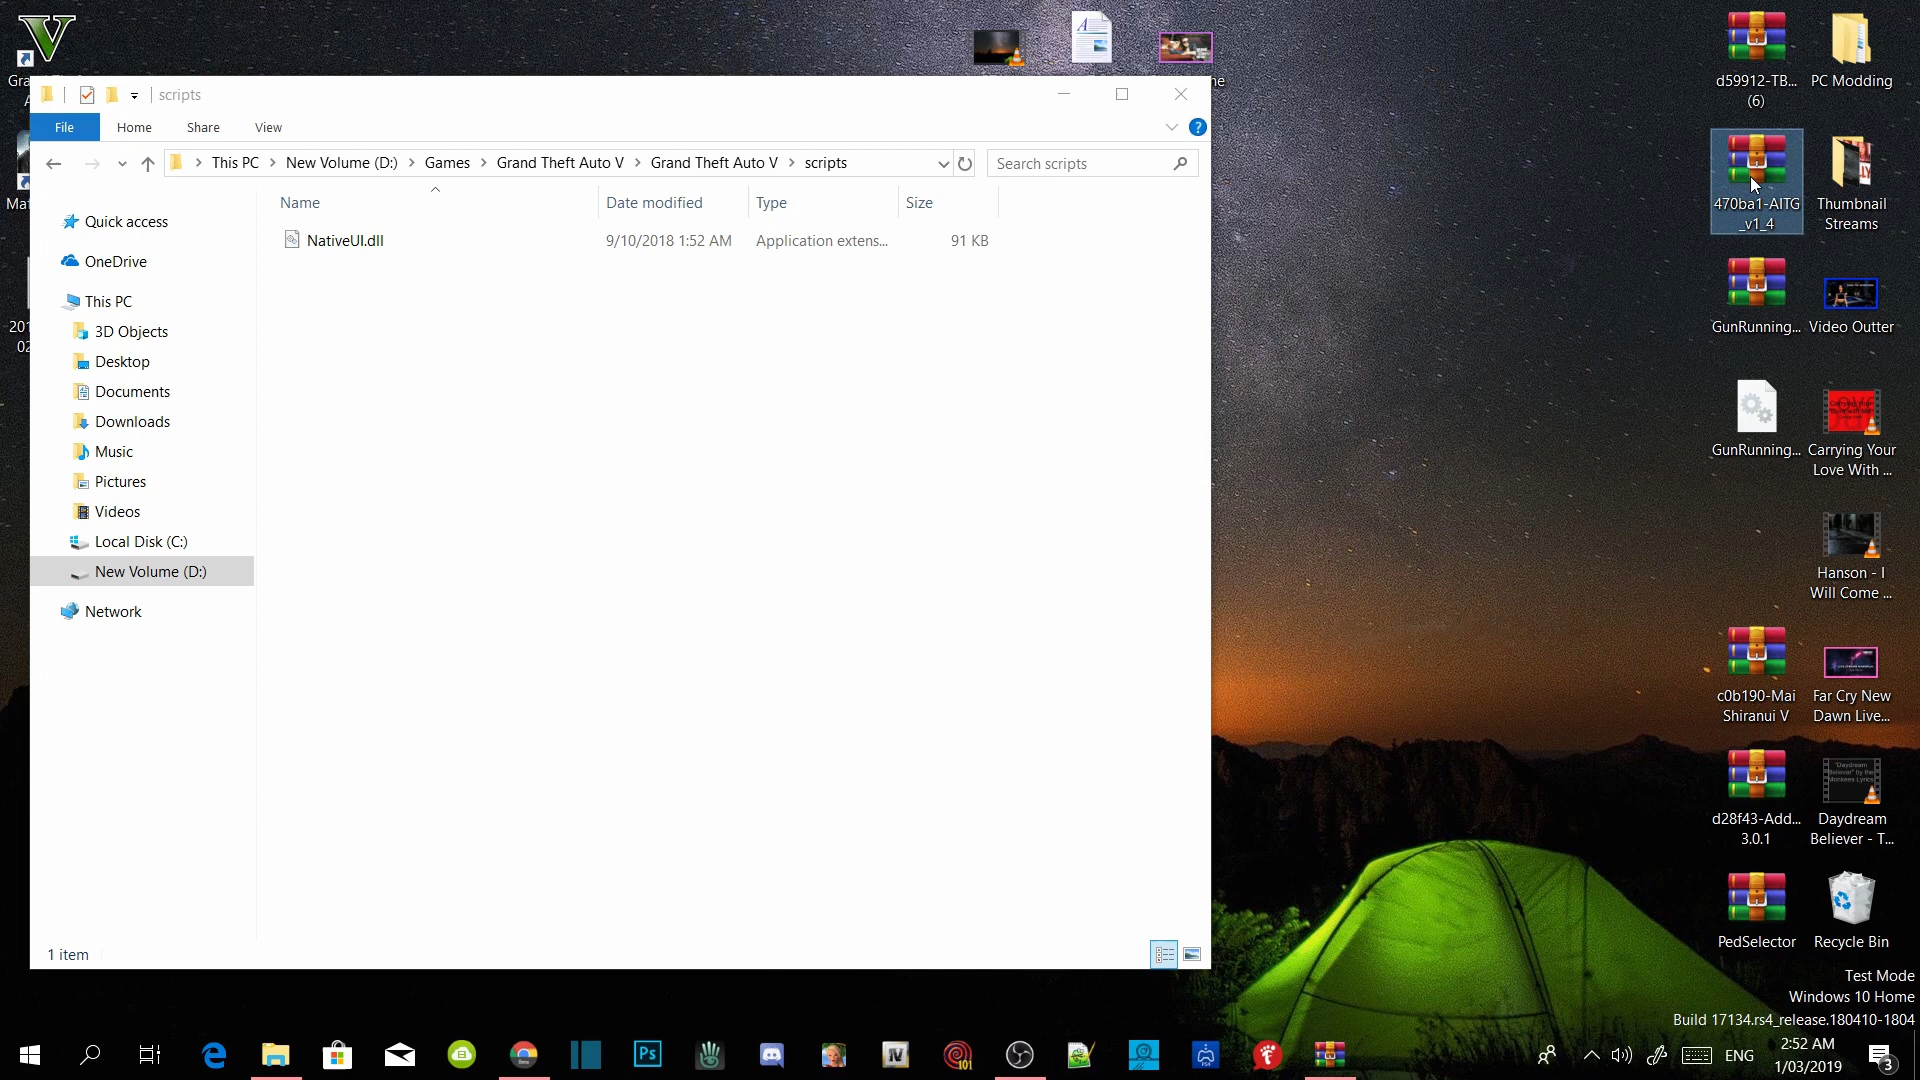 scripts
File
Home
Share
View
This PC
New Volume (D:)
Games
Grand Theft Auto V
Grand Theft Auto V
scripts
Search scripts
Name
Date modified
Type
Size
NativeUI.dll
9/10/2018 1:52 AM
Application extens...
91 KB
Quick access
OneDrive
This PC
3D Objects
Desktop
Documents
Downloads
Music
Pictures
Videos
Local Disk (C:)
New Volume (D:)
Network
1 item
d59912-TB...
(6)
PC Modding
470ba1-AITG
_v1_4
Thumbnail
Streams
GunRunning...
Video Outter
GunRunning...
Carrying Your
Love With ...
Hanson - I
Will Come ...
c0b190-Mai
Shiranui V
Far Cry New
Dawn Live...
d28f43-Add...
3.0.1
Daydream
Believer - T...
PedSelector
Recycle Bin
Test Mode
Windows 10 Home
Build 17134.rs4_release.180410-1804
Ps
IV
101
ENG
2:52 AM
1/03/2019
3